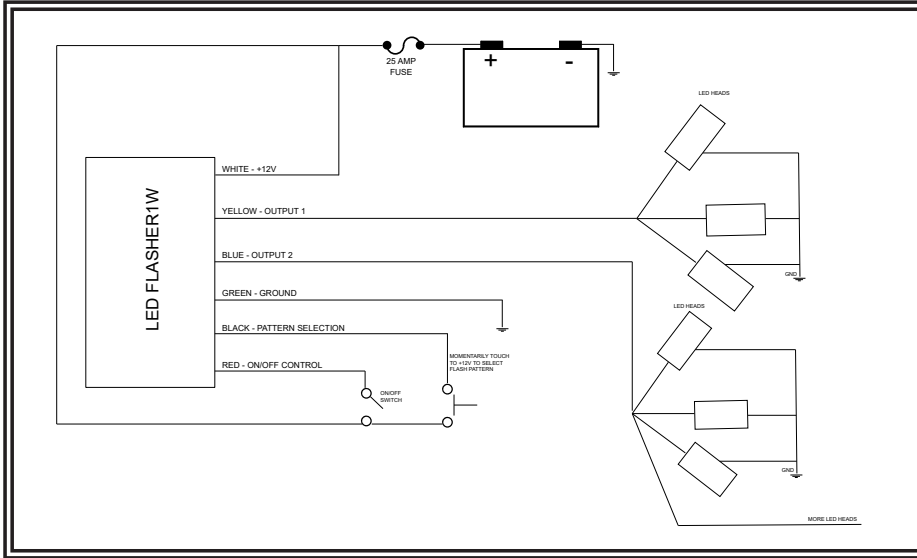 25 AMP
FUSE
+
-
LED HEADS
LED FLASHER1W
WHITE - +12V
YELLOW - OUTPUT 1
BLUE - OUTPUT 2
GND
GREEN - GROUND
LED HEADS
BLACK - PATTERN SELECTION
MOMENTARILY TOUCH
TO +12V TO SELECT
FLASH PATTERN
RED - ON/OFF CONTROL
ON/OFF
SWITCH
GND
MORE LED HEADS